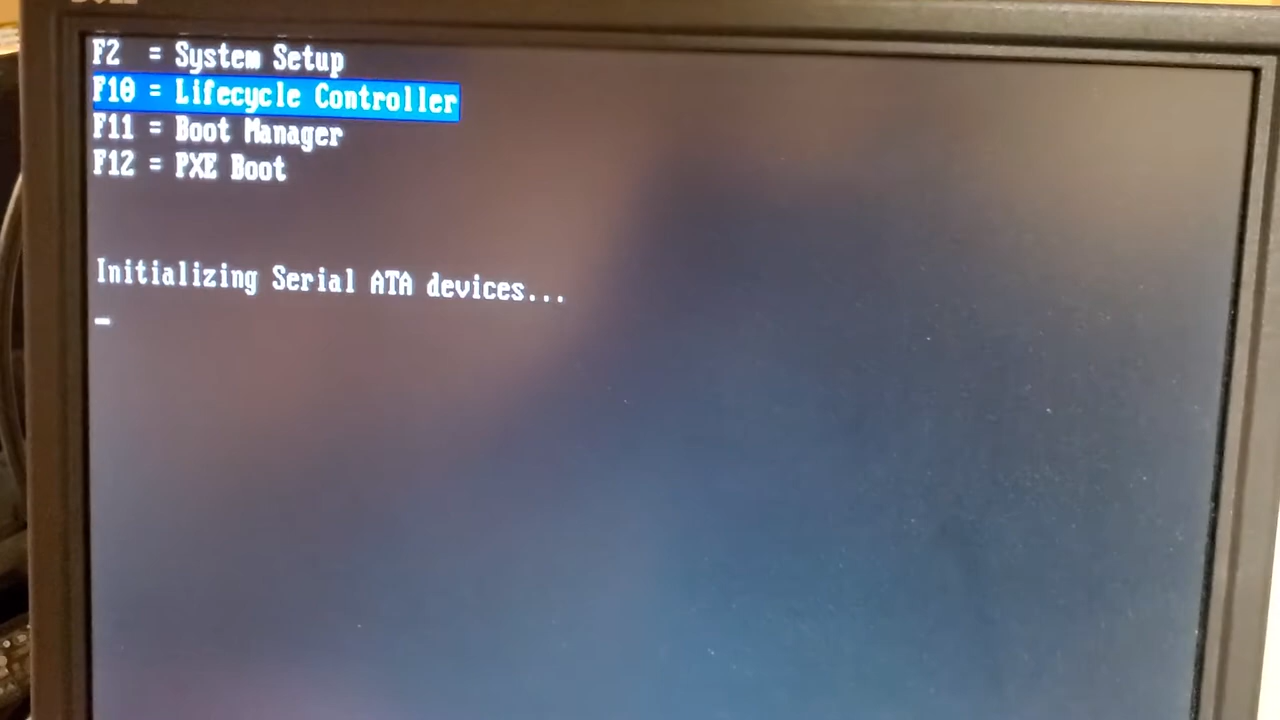 F2 = System Setup
F10 = Lifecycle Controller
F11 = Boot Manager
F12 = PXE Boot
Initializing Serial ATA devices...